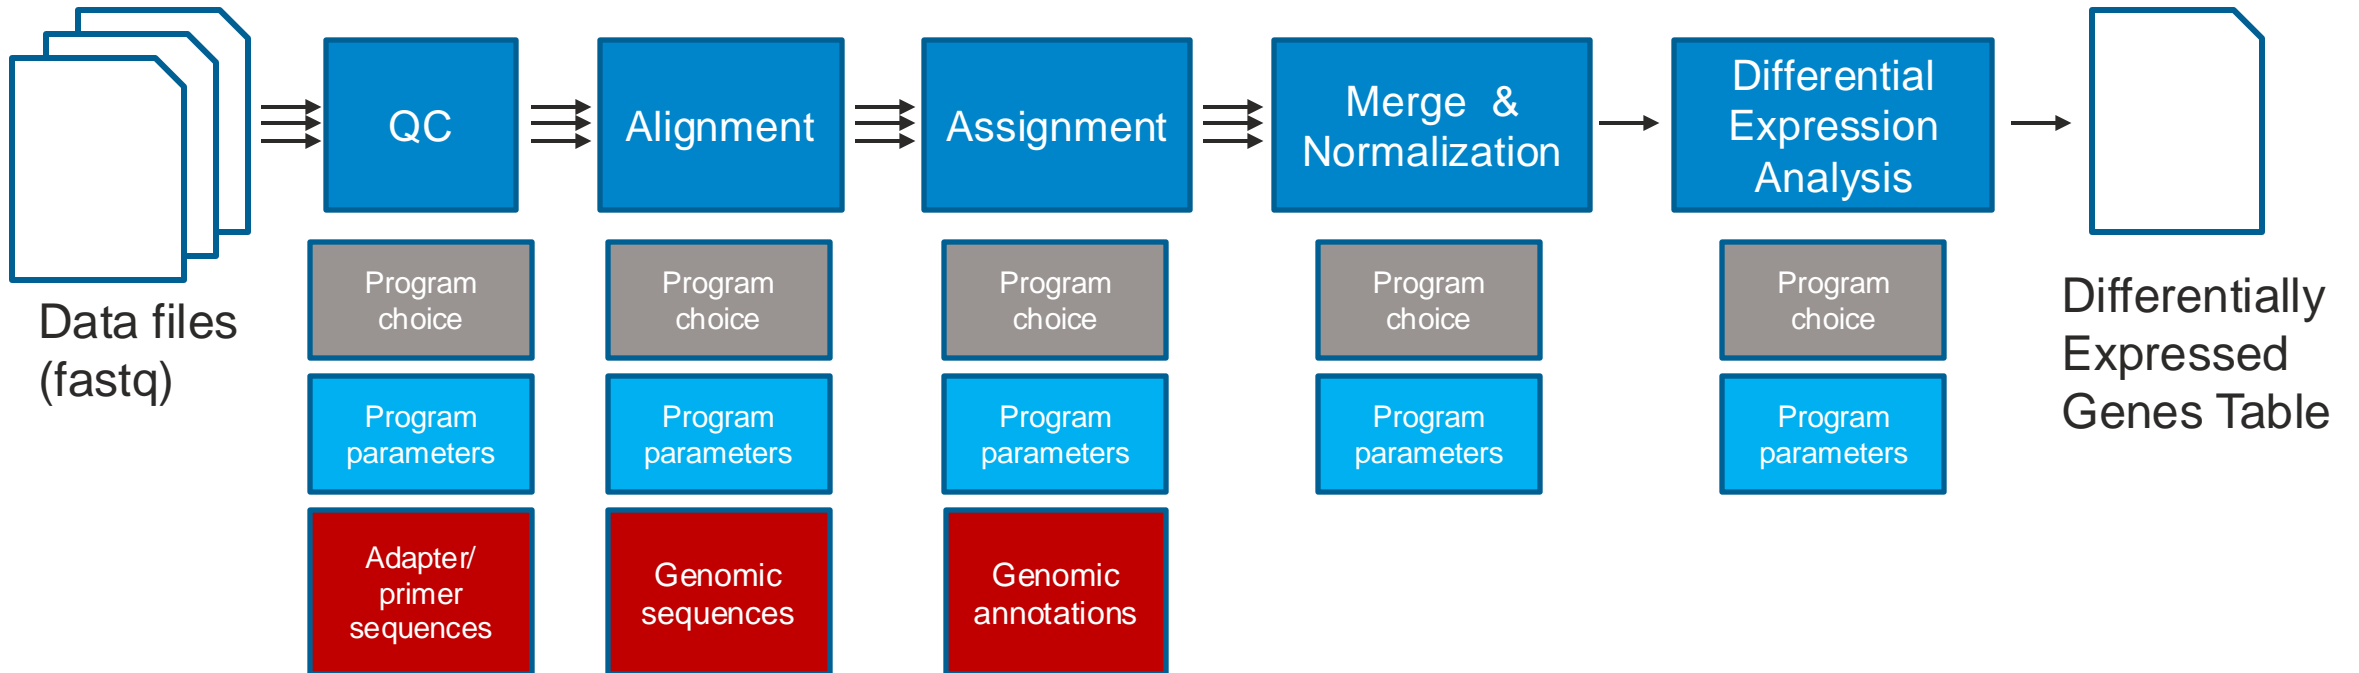 QC
Alignment
Assignment
Merge & 
Normalization
Differential
Expression
Analysis
Program
choice
Program
choice
Program
choice
Program
choice
Program
choice
Data files
(fastq)
Differentially
Expressed
Genes Table
Program
parameters
Program
parameters
Program
parameters
Program
parameters
Program
parameters
Adapter/
primer
sequences
Genomic
sequences
Genomic
annotations